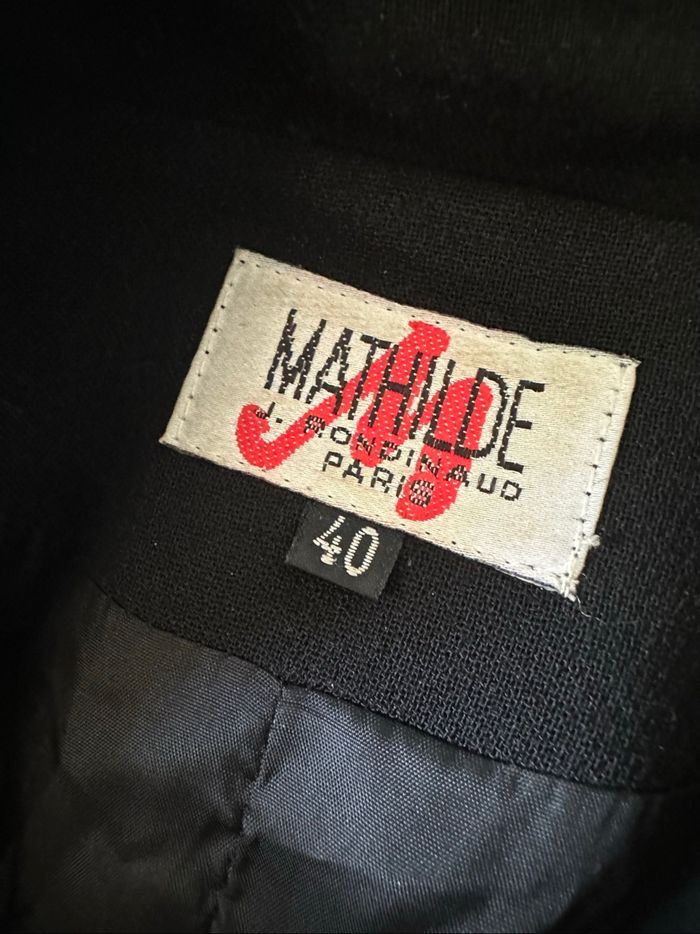 MATHILDE
J. RONDINAUD
PARIS
40